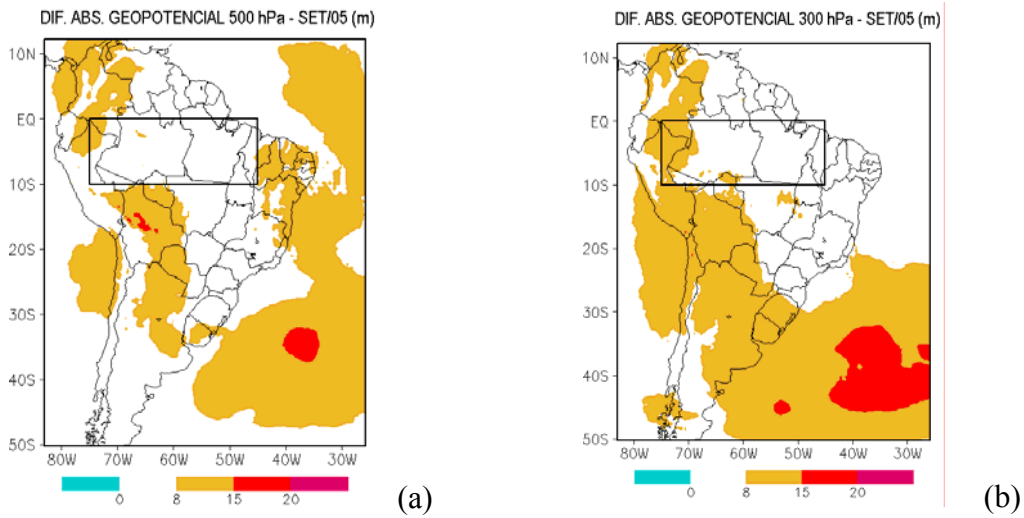 DIF. ABS. GEOPOTENCIAL 500 hPa - SET/05 (m)
10N
EQ
10S
20S
30S
40S
50S
80W 70W 60W 50W 40W 30W
0 8 15 20
(a)
DIF. ABS. GEOPOTENCIAL 300 hPa - SET/05 (m)
10N
EQ
10S
20S
30S
40S
50S
80W 70W 60W 50W 40W 30W
0 8 15 20
(b)